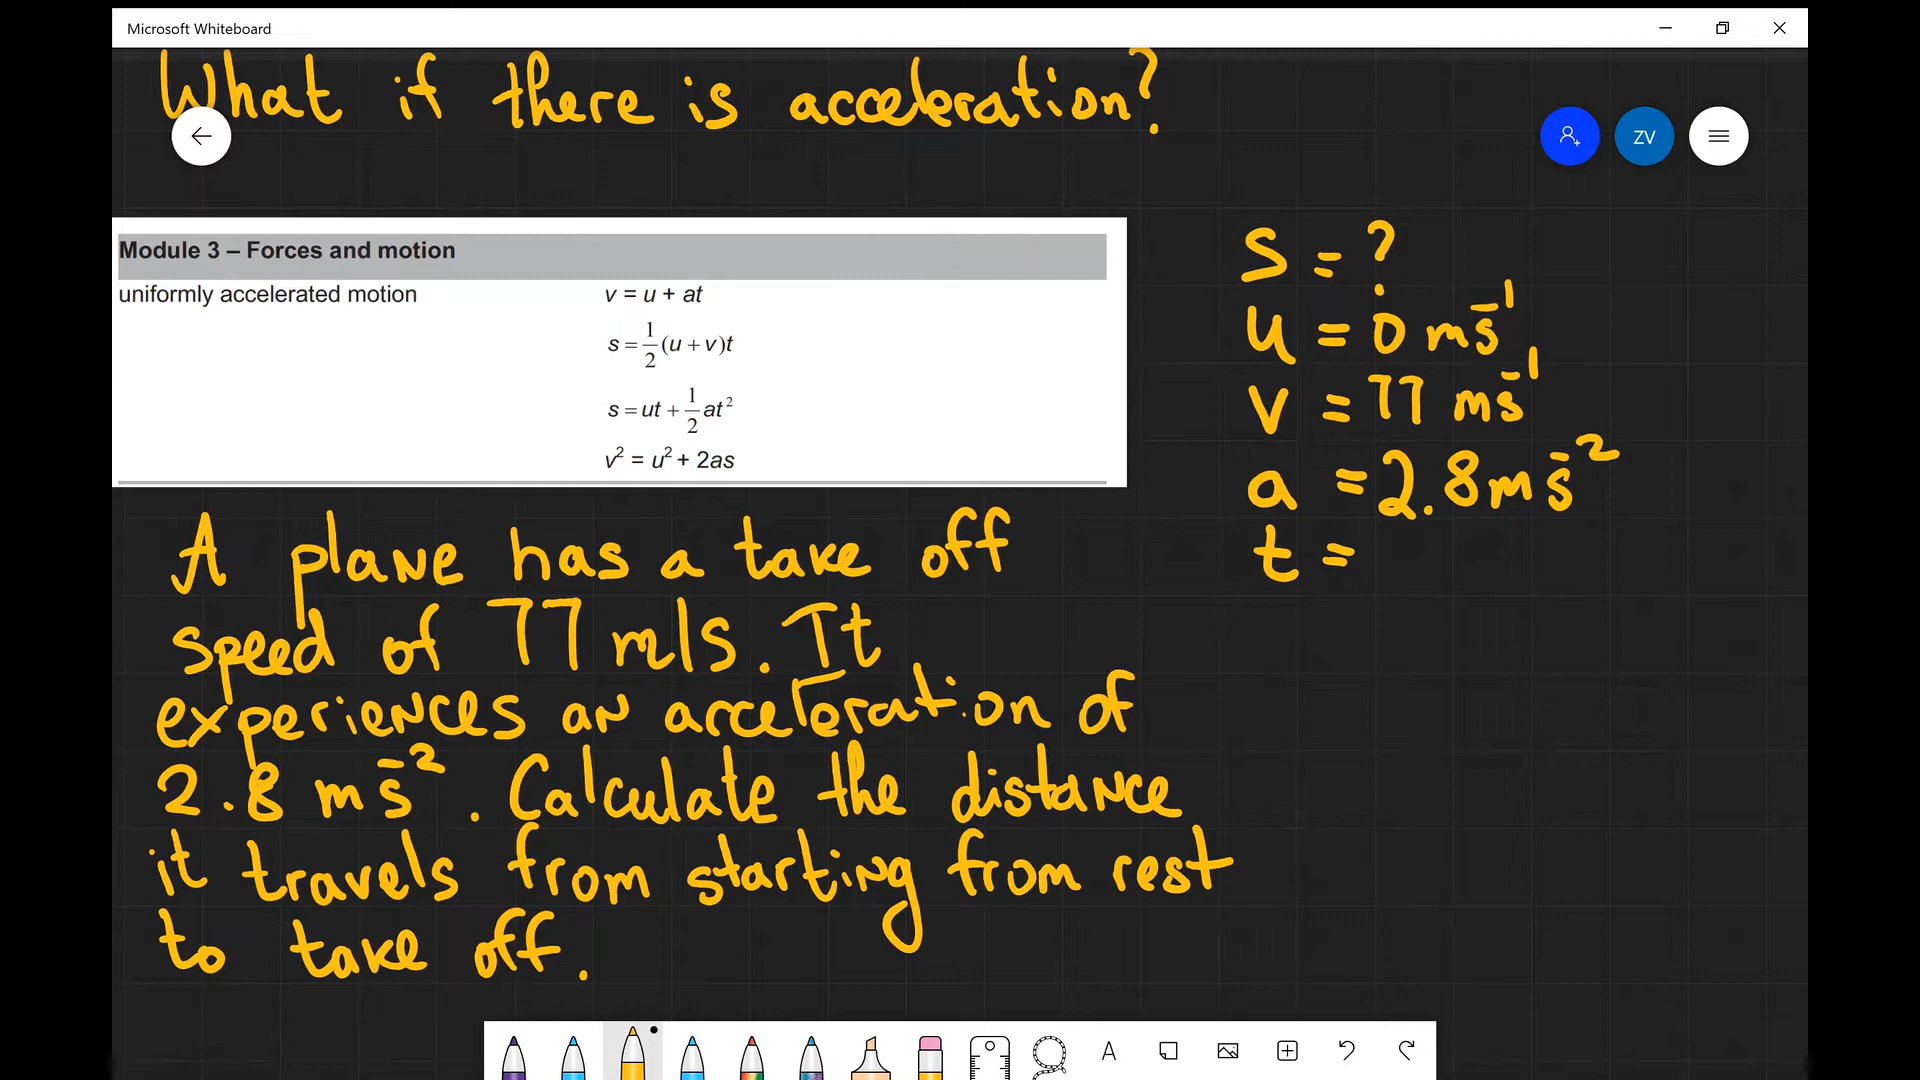 Microsoft Whiteboard
What if there is acceleration?
ZV
Module 3 – Forces and motion
uniformly accelerated motion
v = u + at
s = 1/2 (u + v)t
s = ut + 1/2 at²
v² = u² + 2as
s = ?
u = 0 ms⁻¹
v = 77 ms⁻¹
a = 2.8 ms⁻²
t =
A plane has a take off
speed of 77 m/s. It
experiences an acceleration of
2.8 ms⁻². Calculate the distance
it travels from starting from rest
to take off.
A